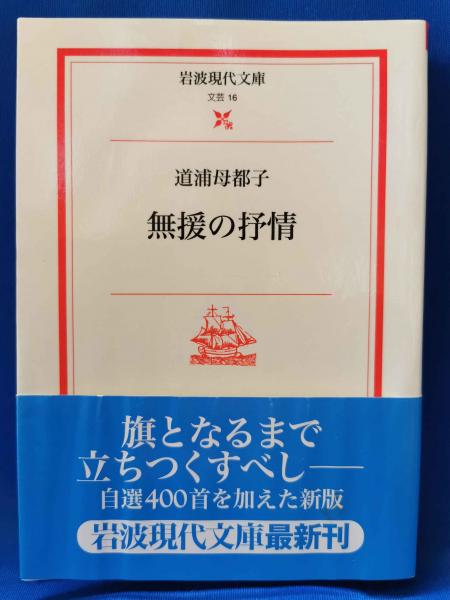 岩波現代文庫
文芸 16
道浦母都子
無援の抒情
旗となるまで
立ちつくすべし――
自選400首を加えた新版
岩波現代文庫最新刊